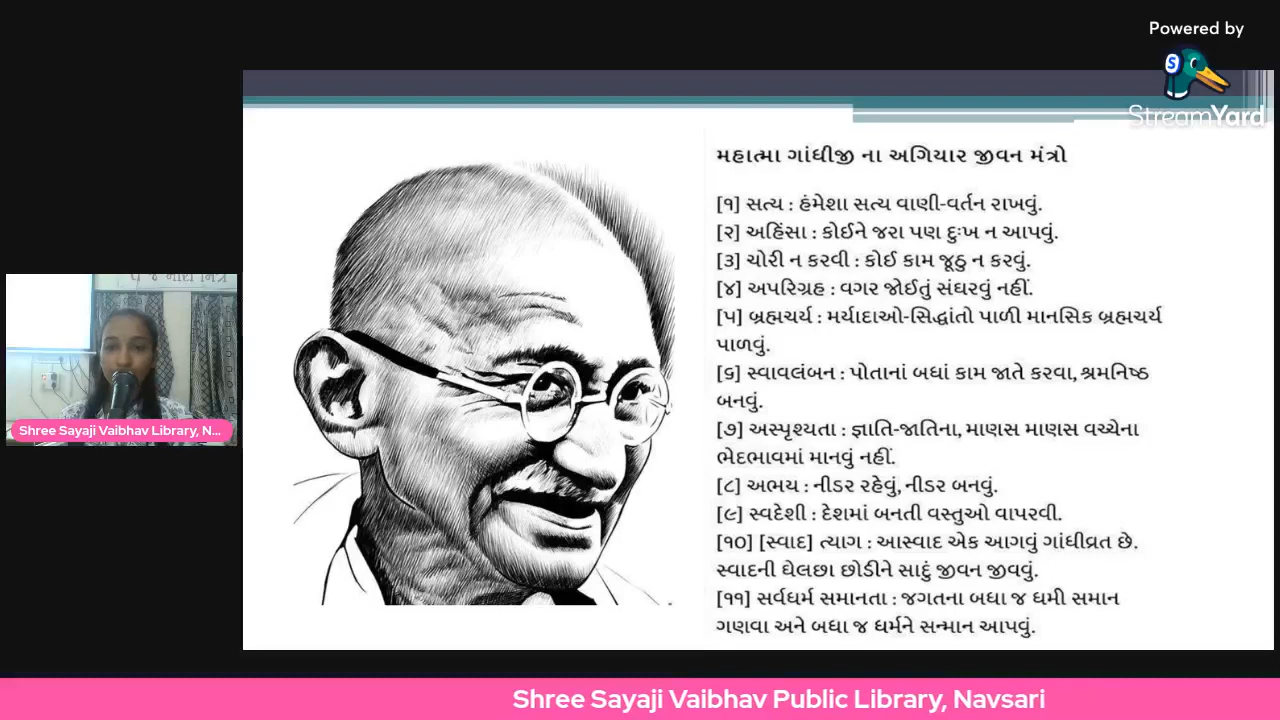 Powered by
StreamYard
મહાત્મા ગાંધીજી ના અગિયાર જીવન મંત્રો
[૧] સત્ય : હંમેશા સત્ય વાણી-વર્તન રાખવું.
[૨] અહિંસા : કોઈને જરા પણ દુઃખ ન આપવું.
[૩] ચોરી ન કરવી : કોઈ કામ જૂઠુ ન કરવું.
[૪] અપરિગ્રહ : વગર જોઈતું સંઘરવું નહીં.
[૫] બ્રહ્મચર્ય : મર્યાદાઓ-સિદ્ધાંતો પાળી માનસિક બ્રહ્મચર્ય
પાળવું.
[૬] સ્વાવલંબન : પોતાનાં બધાં કામ જાતે કરવા, શ્રમનિષ્ઠ
બનવું.
[૭] અસ્પૃશ્યતા : જ્ઞાતિ-જાતિના, માણસ માણસ વચ્ચેના
ભેદભાવમાં માનવું નહીં.
[૮] અભય : નીડર રહેવું, નીડર બનવું.
[૯] સ્વદેશી : દેશમાં બનતી વસ્તુઓ વાપરવી.
[૧૦] [સ્વાદ] ત્યાગ : આસ્વાદ એક આગવું ગાંધીવ્રત છે.
સ્વાદની ઘેલછા છોડીને સાદું જીવન જીવવું.
[૧૧] સર્વધર્મ સમાનતા : જગતના બધા જ ધમી સમાન
ગણવા અને બધા જ ધર્મને સન્માન આપવું.
Shree Sayaji Vaibhav Library, N...
Shree Sayaji Vaibhav Public Library, Navsari